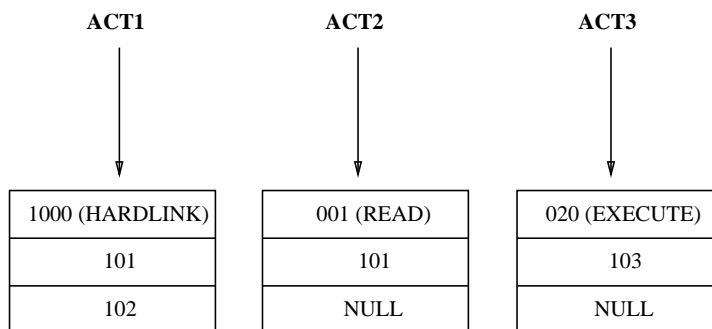 ACT1 ACT2 ACT3
1000 (HARDLINK) 001 (READ) 020 (EXECUTE)
101 101 103
102 NULL NULL